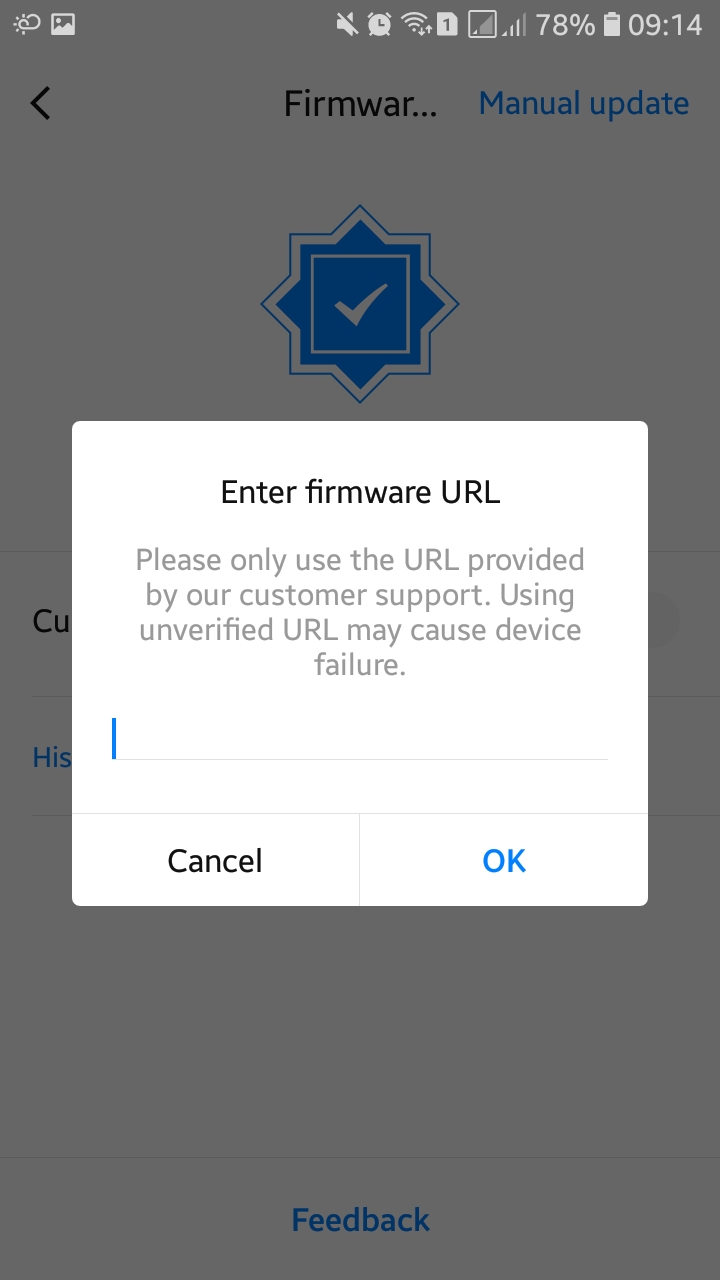 1 78% 09:14
Firmwar... Manual update
Enter firmware URL
Please only use the URL provided
by our customer support. Using
unverified URL may cause device
failure.
Cu
His
Cancel OK
Feedback